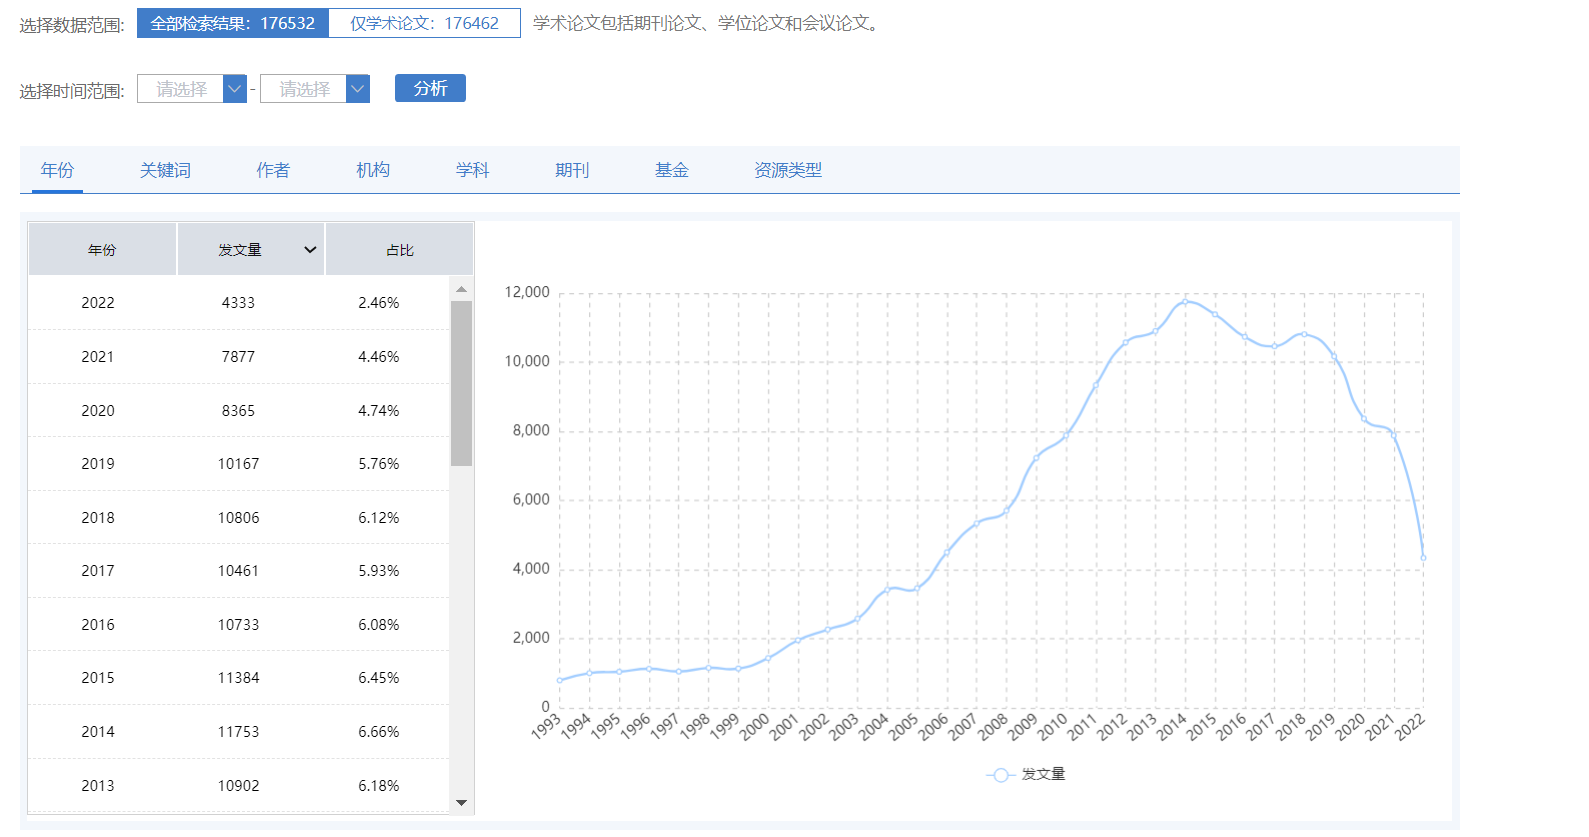 选择数据范围: 全部检索结果：176532 仅学术论文：176462 学术论文包括期刊论文、学位论文和会议论文。
选择时间范围: 请选择 - 请选择 分析
年份 关键词 作者 机构 学科 期刊 基金 资源类型
年份 发文量 占比
2022 4333 2.46%
2021 7877 4.46%
2020 8365 4.74%
2019 10167 5.76%
2018 10806 6.12%
2017 10461 5.93%
2016 10733 6.08%
2015 11384 6.45%
2014 11753 6.66%
2013 10902 6.18%
12,000
10,000
8,000
6,000
4,000
2,000
0
1993 1994 1995 1996 1997 1998 1999 2000 2001 2002 2003 2004 2005 2006 2007 2008 2009 2010 2011 2012 2013 2014 2015 2016 2017 2018 2019 2020 2021 2022
发文量